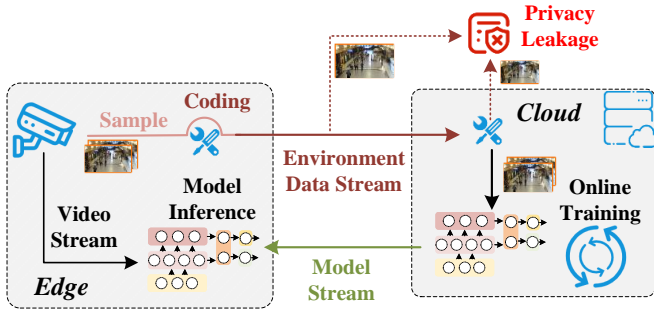 Privacy
Leakage
Coding
Sample
Cloud
Environment
Data Stream
Model
Inference
Online
Training
Video
Stream
Model
Stream
Edge